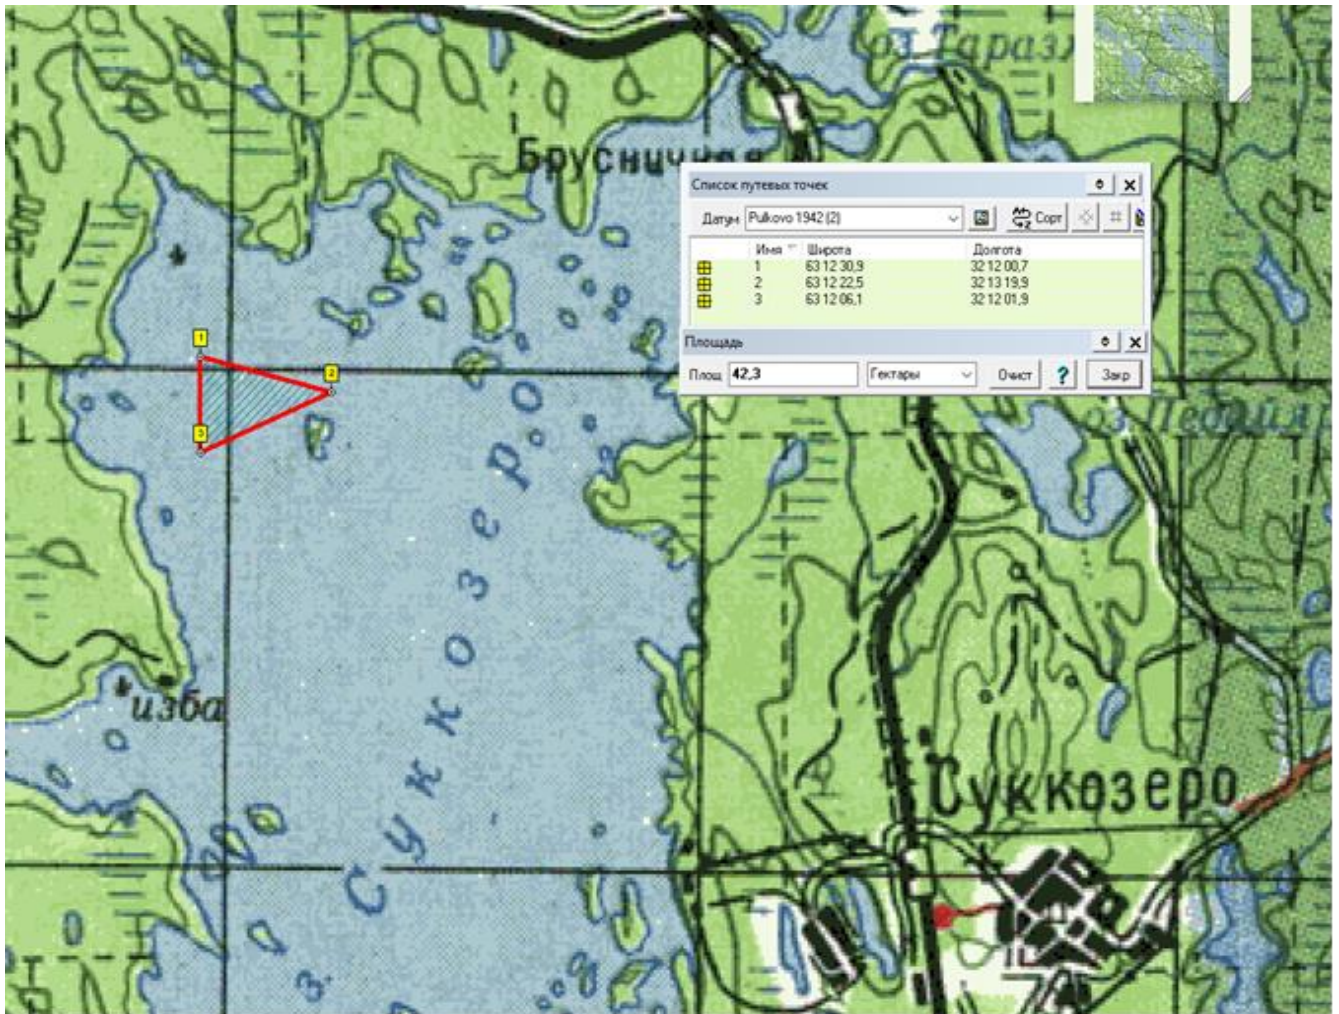 оз Таразм
Брусничная
Список путевых точек
Датум Pulkovo 1942 (2) Сорт
Имя Широта Долгота
1 63 12 30,9 32 12 00,7
2 63 12 22,5 32 13 19,9
3 63 12 06,1 32 12 01,9
Площадь
Площ 42,3 Гектары Очист ? Закр
1
2
3
оз.
Суккозеро
изба
Суккозеро
оз.